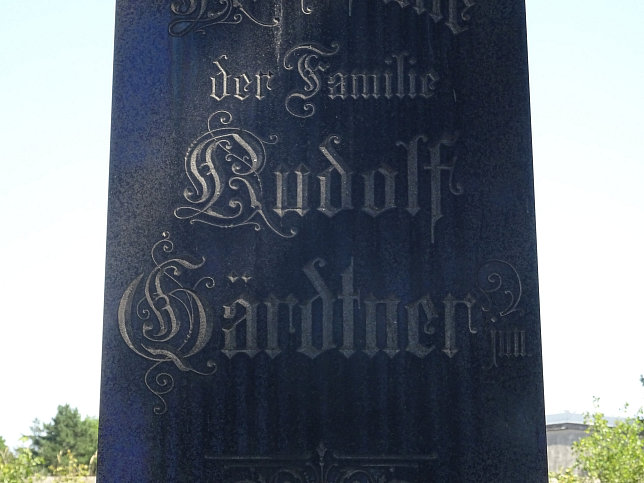 der Familie
Rudolf
Gärdtner
jun.